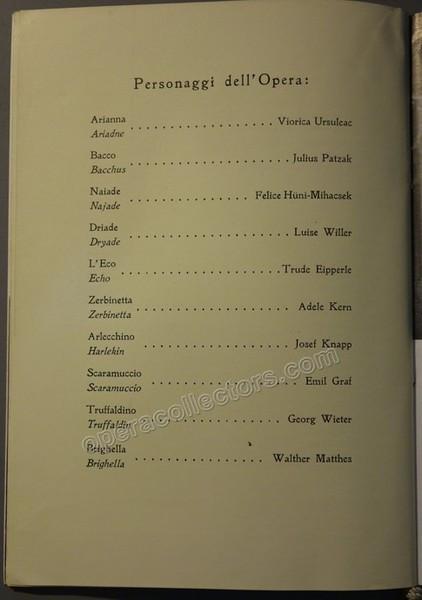 Personaggi dell'Opera:
Arianna
Ariadne . . . . . . . . . . . . . . . . . . Viorica Ursuleac
Bacco
Bacchus . . . . . . . . . . . . . . . . . . Julius Patzak
Naiade
Najade . . . . . . . . . . . . . . . . . . Felice Hüni-Mihacsek
Driade
Dryade . . . . . . . . . . . . . . . . . . Luise Willer
L'Eco
Echo . . . . . . . . . . . . . . . . . . Trude Eipperle
Zerbinetta
Zerbinetta . . . . . . . . . . . . . . . . . . Adele Kern
Arlecchino
Harlekin . . . . . . . . . . . . . . . . . . Josef Knapp
Scaramuccio
Scaramuccio . . . . . . . . . . . . . . . . . . Emil Graf
Truffaldino
Truffaldin . . . . . . . . . . . . . . . . . . Georg Wieter
Brighella
Brighella . . . . . . . . . . . . . . . . . . Walther Matthes
operacollectors.com